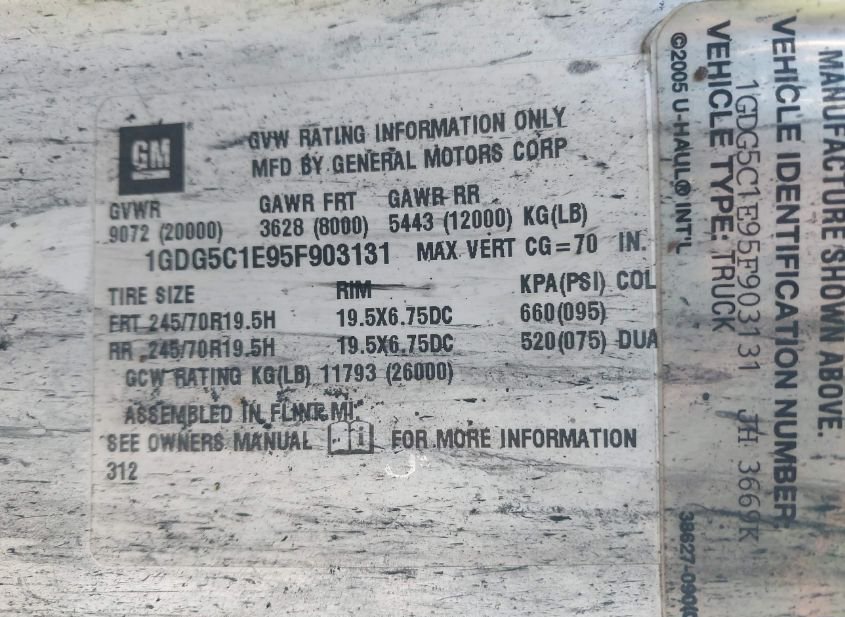 GM
GVW RATING INFORMATION ONLY
MFD BY GENERAL MOTORS CORP
GVWR GAWR FRT GAWR RR
9072 (20000) 3628 (8000) 5443 (12000) KG(LB)
1GDG5C1E95F903131 MAX VERT CG=70 IN.
TIRE SIZE RIM KPA(PSI) COL
FRT 245/70R19.5H 19.5X6.75DC 660(095)
RR 245/70R19.5H 19.5X6.75DC 520(075) DUA
GCW RATING KG(LB) 11793 (26000)
ASSEMBLED IN FLINT, MI
SEE OWNERS MANUAL i FOR MORE INFORMATION
312
MANUFACTURE SHOWN ABOVE.
VEHICLE IDENTIFICATION NUMBER:
1GDG5C1E95F903131 JH 3669K
VEHICLE TYPE: TRUCK
©2005 U-HAUL® INT'L